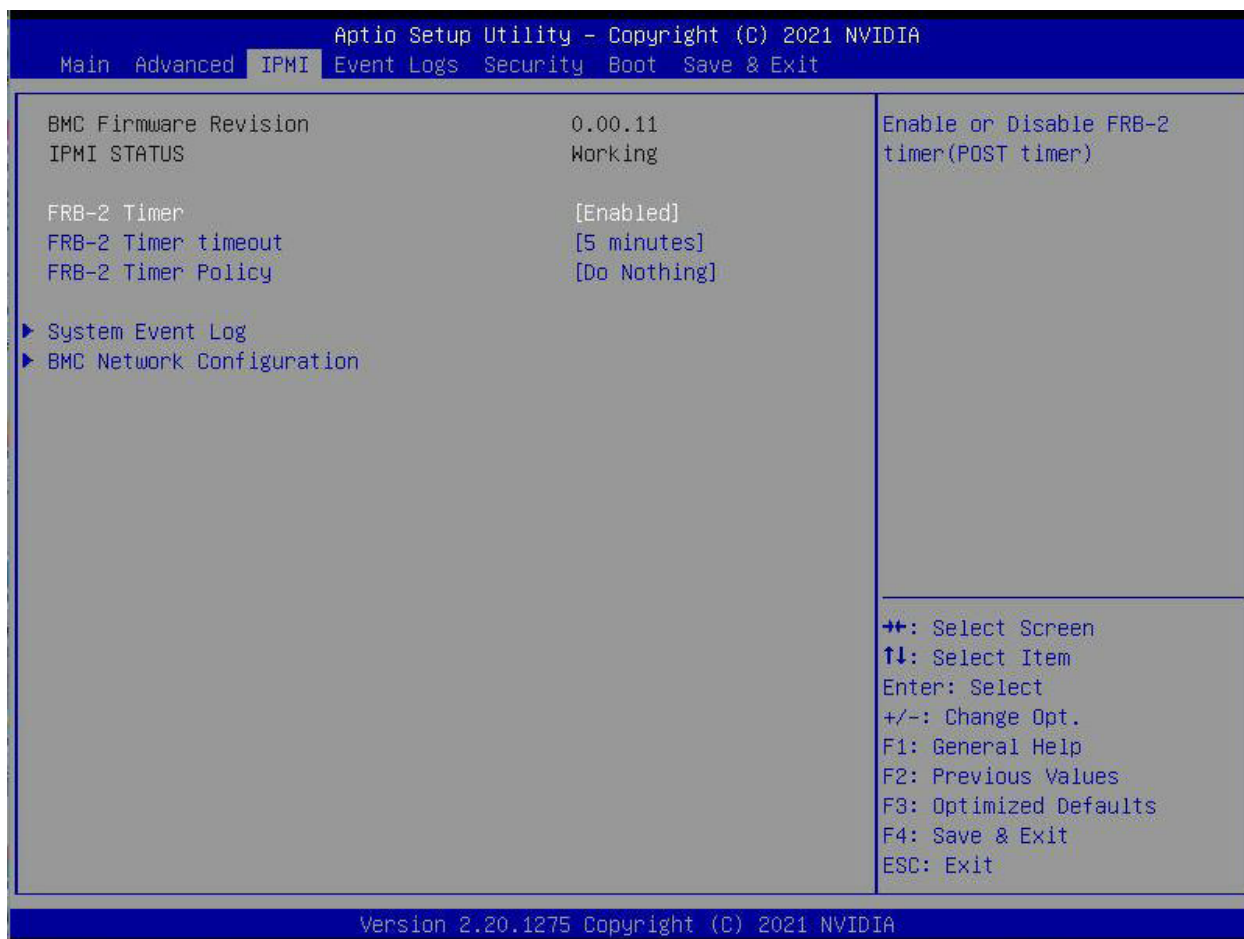 Aptio Setup Utility – Copyright (C) 2021 NVIDIA
Main Advanced IPMI Event Logs Security Boot Save & Exit
BMC Firmware Revision 0.00.11
IPMI STATUS Working
FRB-2 Timer [Enabled]
FRB-2 Timer timeout [5 minutes]
FRB-2 Timer Policy [Do Nothing]
▶ System Event Log
▶ BMC Network Configuration
Enable or Disable FRB-2
timer(POST timer)
→←: Select Screen
↑↓: Select Item
Enter: Select
+/-: Change Opt.
F1: General Help
F2: Previous Values
F3: Optimized Defaults
F4: Save & Exit
ESC: Exit
Version 2.20.1275 Copyright (C) 2021 NVIDIA